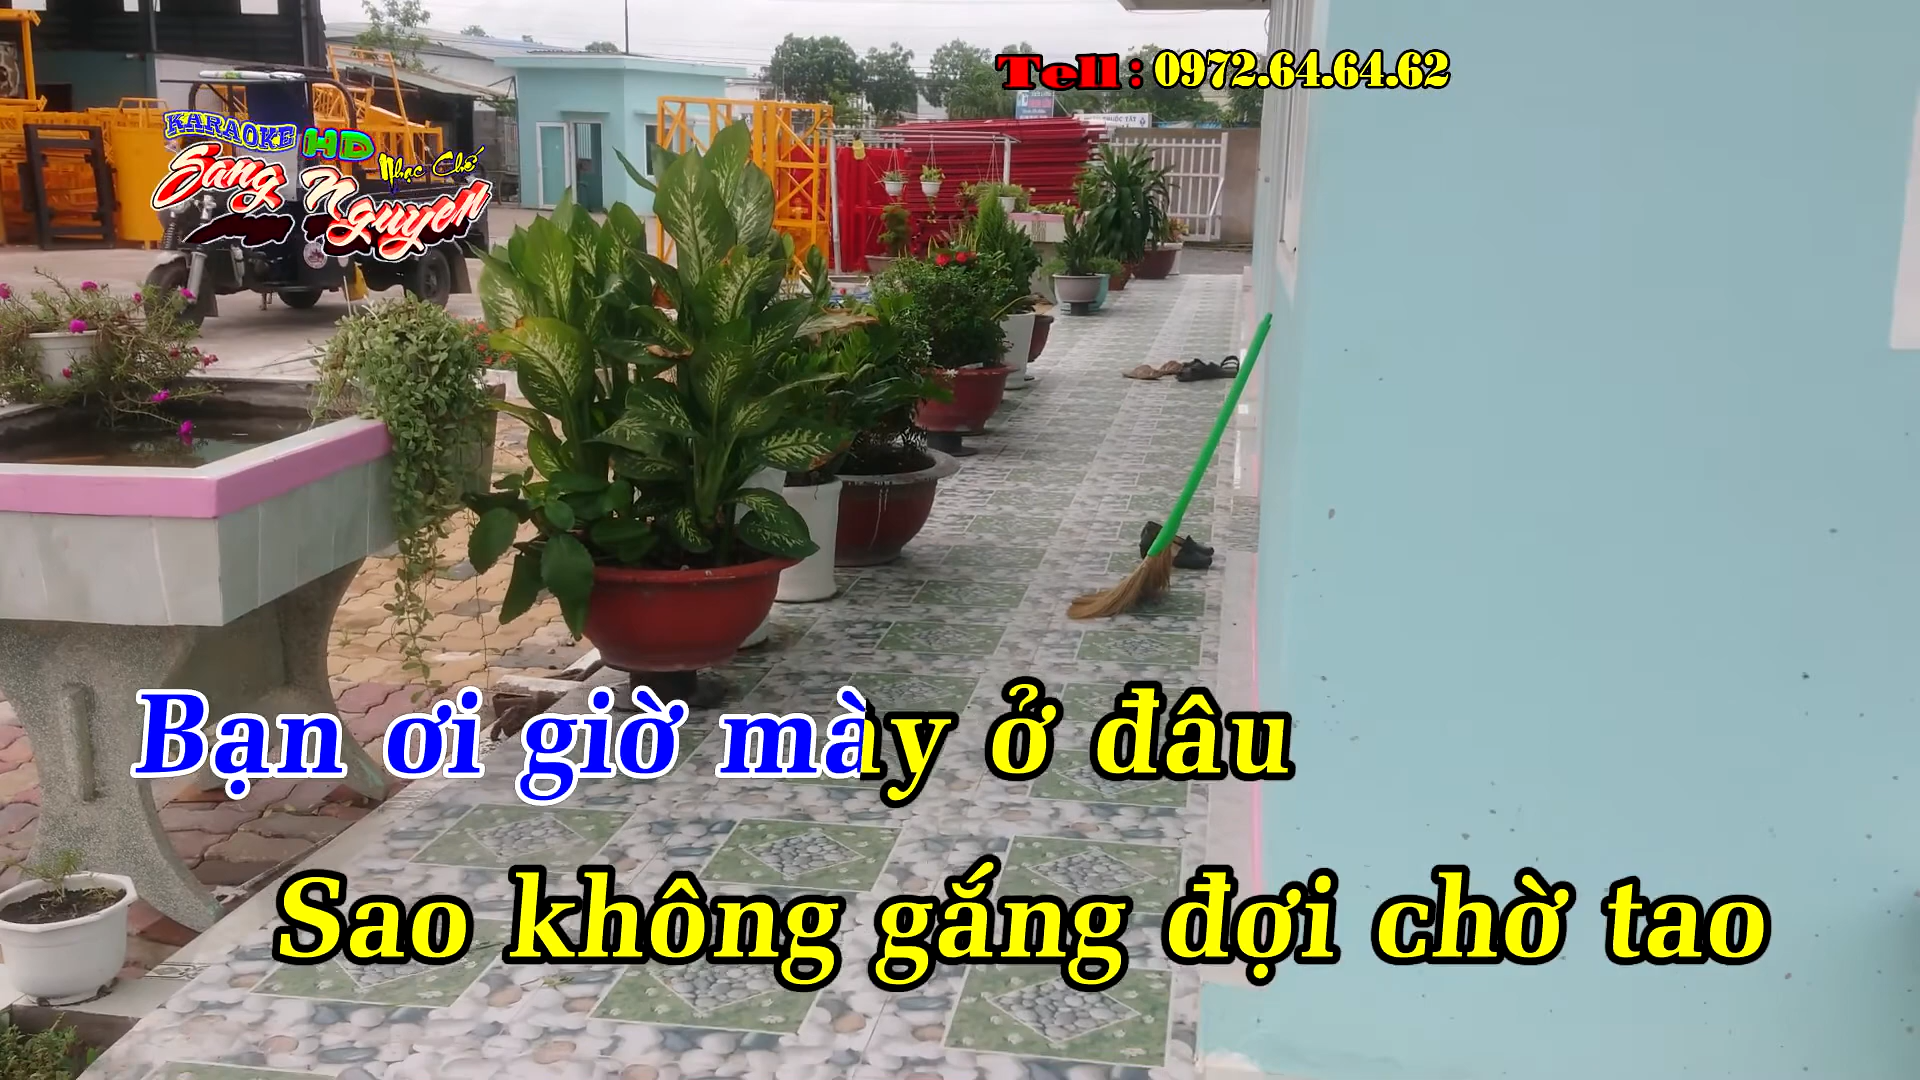 Tell : 0972.64.64.62
KARAOKE HD
Nhạc Chế
Sang Nguyen
Bạn ơi giờ mày ở đâu
Sao không gắng đợi chờ tao